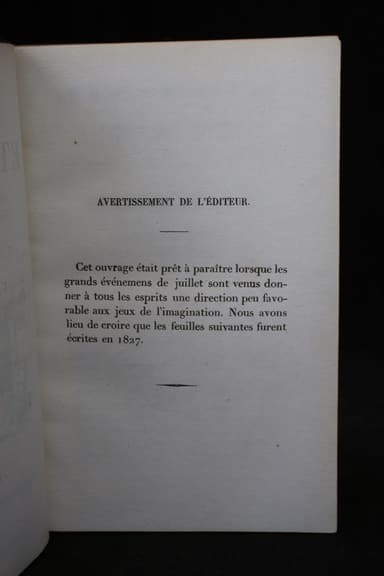 AVERTISSEMENT DE L'ÉDITEUR.
Cet ouvrage était prêt à paraître lorsque les
grands événemens de juillet sont venus don-
ner à tous les esprits une direction peu favo-
rable aux jeux de l'imagination. Nous avons
lieu de croire que les feuilles suivantes furent
écrites en 1827.